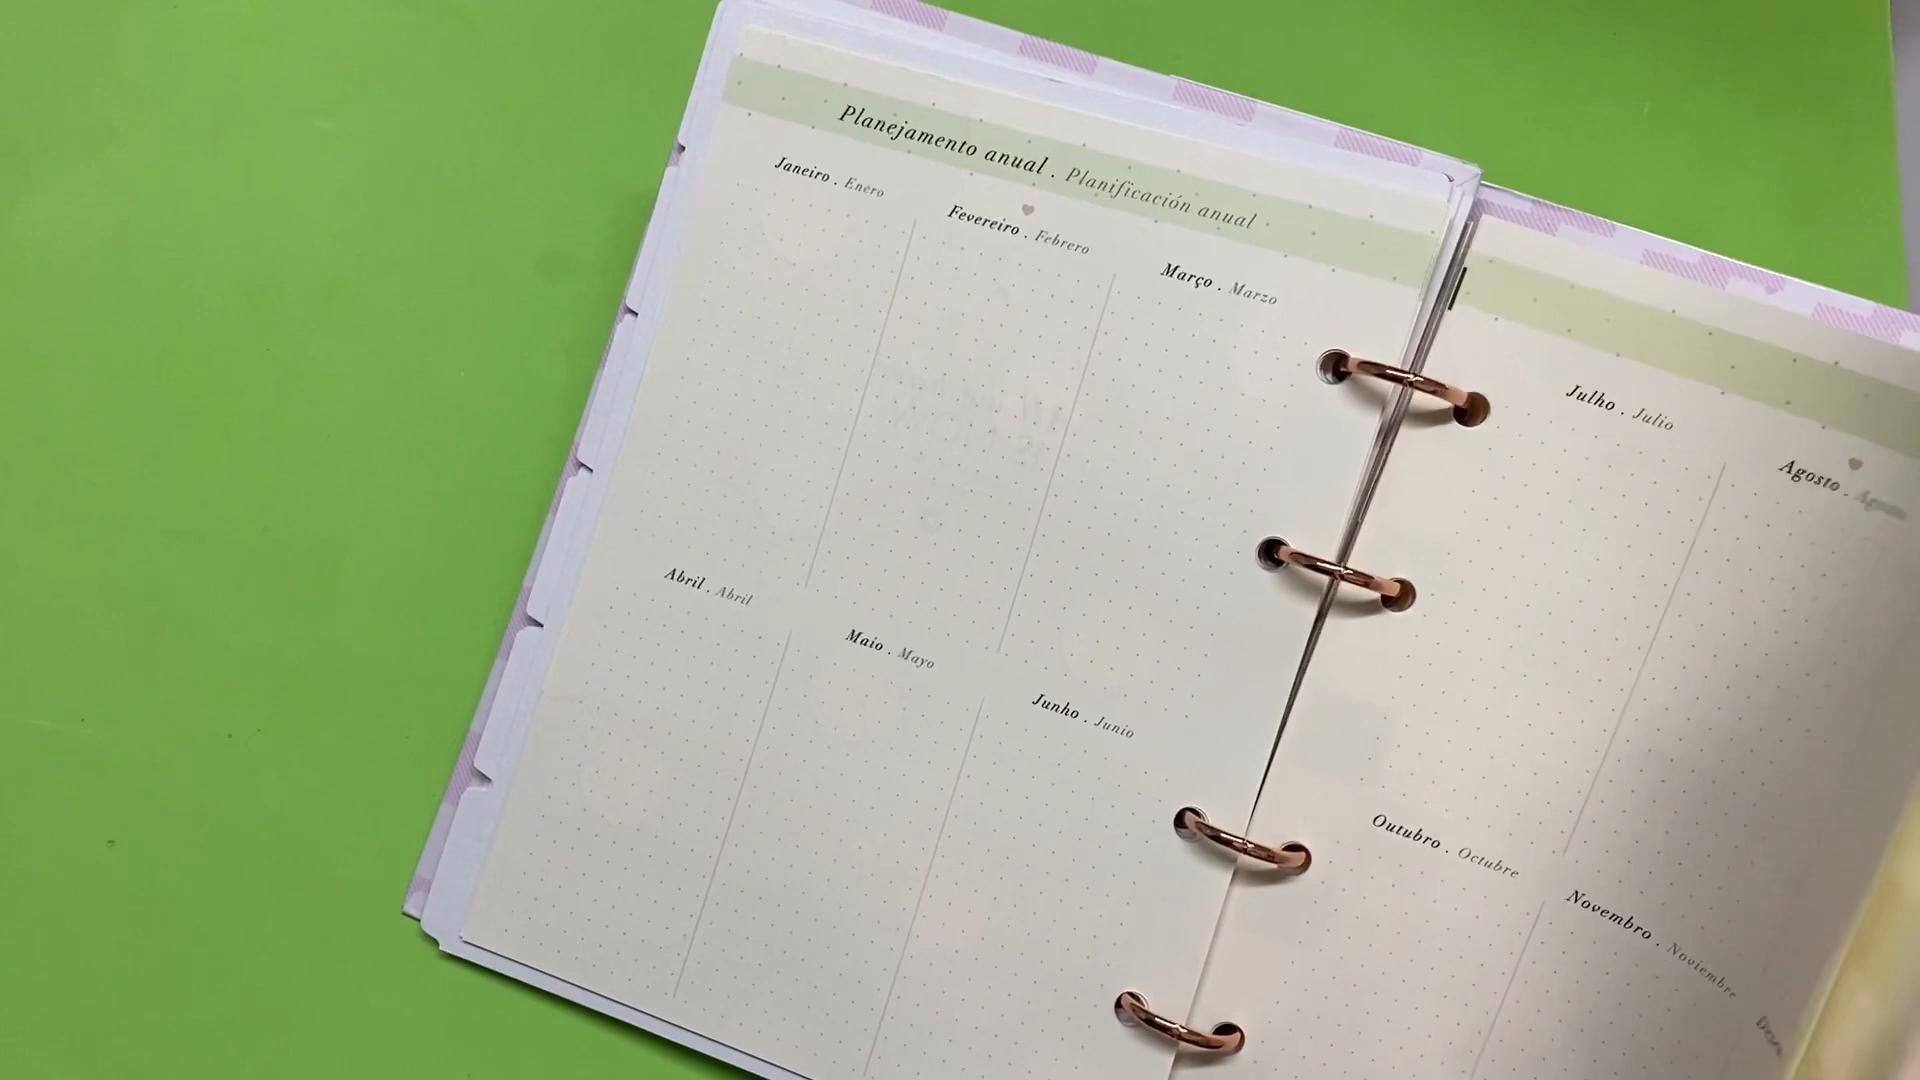 Planejamento anual . Planificación anual
Janeiro . Enero
Fevereiro . Febrero
Março . Marzo
Abril . Abril
Maio . Mayo
Junho . Junio
Julho . Julio
Agosto . Agosto
Outubro . Octubre
Novembro . Noviembre